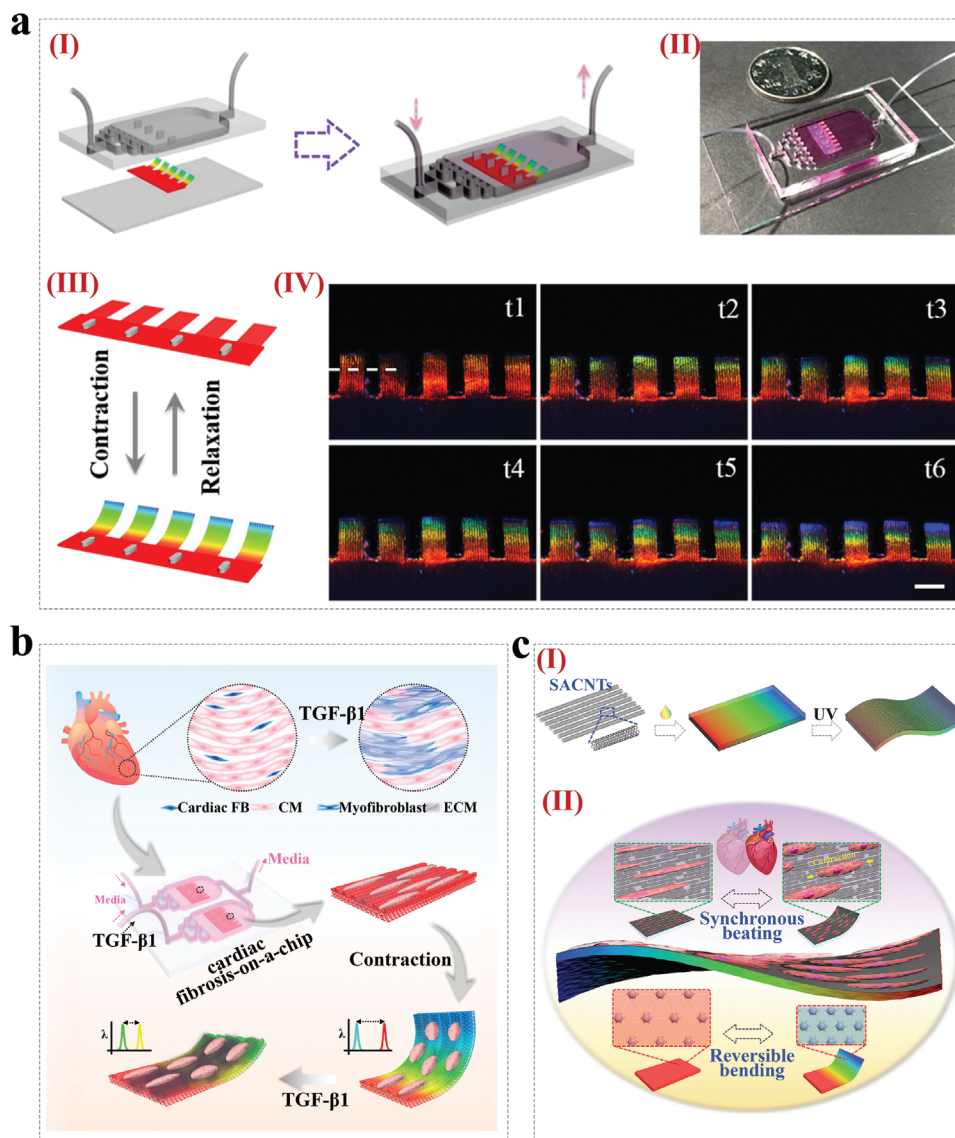 a
(I)
(II)
(III)
Contraction
Relaxation
(IV)
t1
t2
t3
t4
t5
t6
b
TGF-β1
Cardiac FB
CM
Myofibroblast
ECM
Media
Media
TGF-β1
cardiac
fibrosis-on-a-chip
Contraction
λ
λ
TGF-β1
c
(I)
SACNTs
UV
(II)
Contraction
Synchronous
beating
Reversible
bending